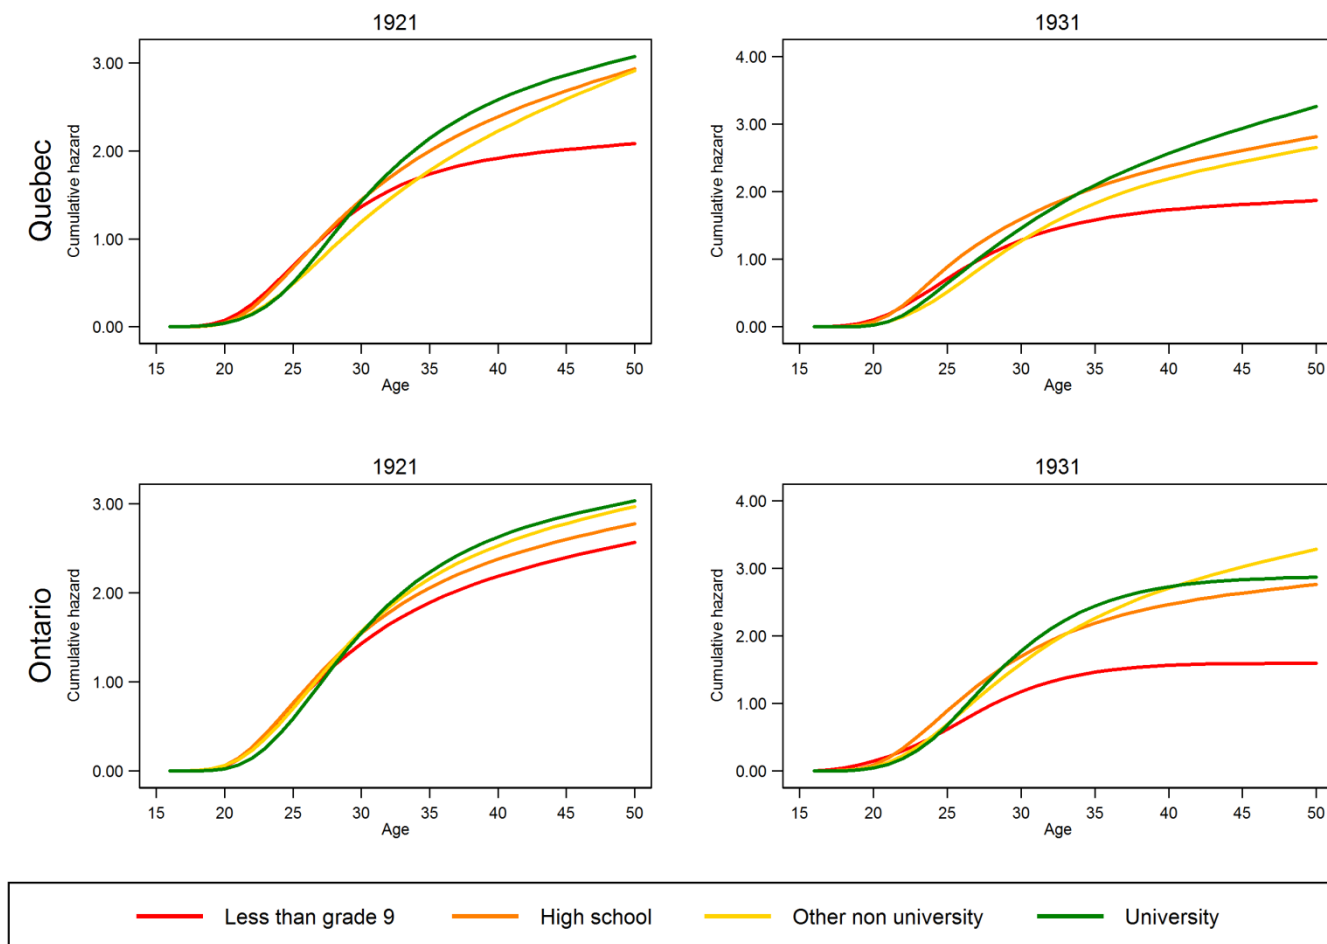 1921
1931
Quebec
Cumulative hazard
3.00
2.00
1.00
0.00
15 20 25 30 35 40 45 50
Age
Cumulative hazard
4.00
3.00
2.00
1.00
0.00
15 20 25 30 35 40 45 50
Age
1921
1931
Ontario
Cumulative hazard
3.00
2.00
1.00
0.00
15 20 25 30 35 40 45 50
Age
Cumulative hazard
4.00
3.00
2.00
1.00
0.00
15 20 25 30 35 40 45 50
Age
Less than grade 9 High school Other non university University